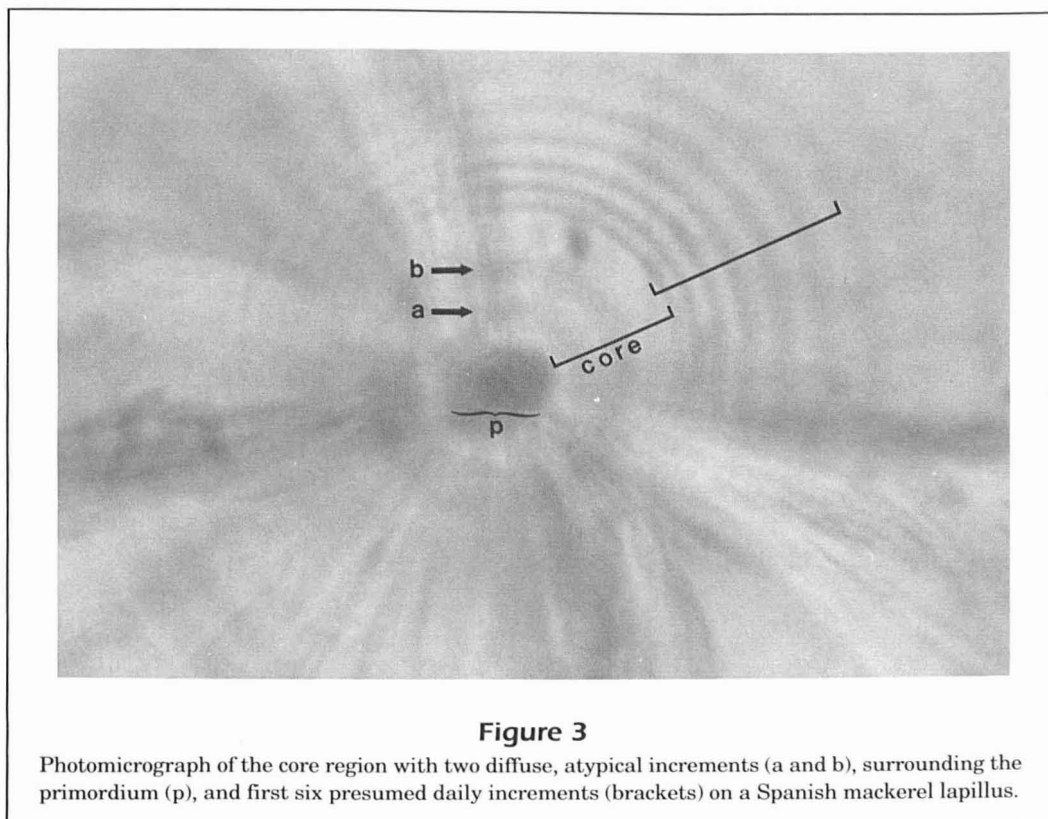 b
a
core
p
Figure 3
Photomicrograph of the core region with two diffuse, atypical increments (a and b), surrounding the
primordium (p), and first six presumed daily increments (brackets) on a Spanish mackerel lapillus.